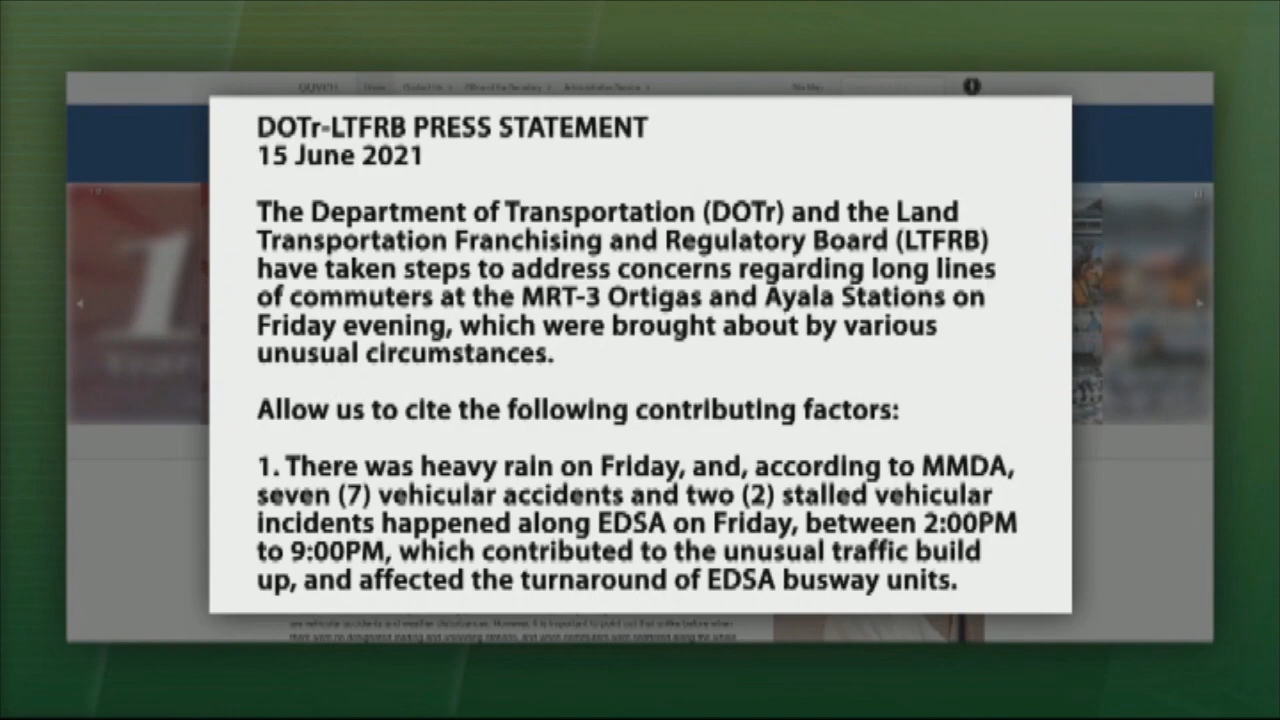 GOVPH
Home
DOTr-LTFRB PRESS STATEMENT
15 June 2021
The Department of Transportation (DOTr) and the Land
Transportation Franchising and Regulatory Board (LTFRB)
have taken steps to address concerns regarding long lines
of commuters at the MRT-3 Ortigas and Ayala Stations on
Friday evening, which were brought about by various
unusual circumstances.
Allow us to cite the following contributing factors:
1. There was heavy rain on Friday, and, according to MMDA,
seven (7) vehicular accidents and two (2) stalled vehicular
incidents happened along EDSA on Friday, between 2:00PM
to 9:00PM, which contributed to the unusual traffic build
up, and affected the turnaround of EDSA busway units.